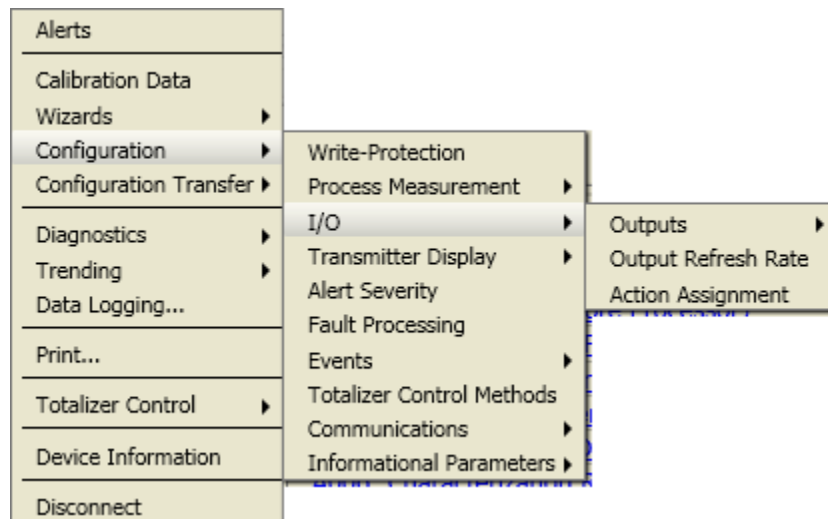 Alerts
Calibration Data
Wizards
Configuration
Configuration Transfer
Diagnostics
Trending
Data Logging...
Print...
Totalizer Control
Device Information
Disconnect
Write-Protection
Process Measurement
I/O
Transmitter Display
Alert Severity
Fault Processing
Events
Totalizer Control Methods
Communications
Informational Parameters
Outputs
Output Refresh Rate
Action Assignment